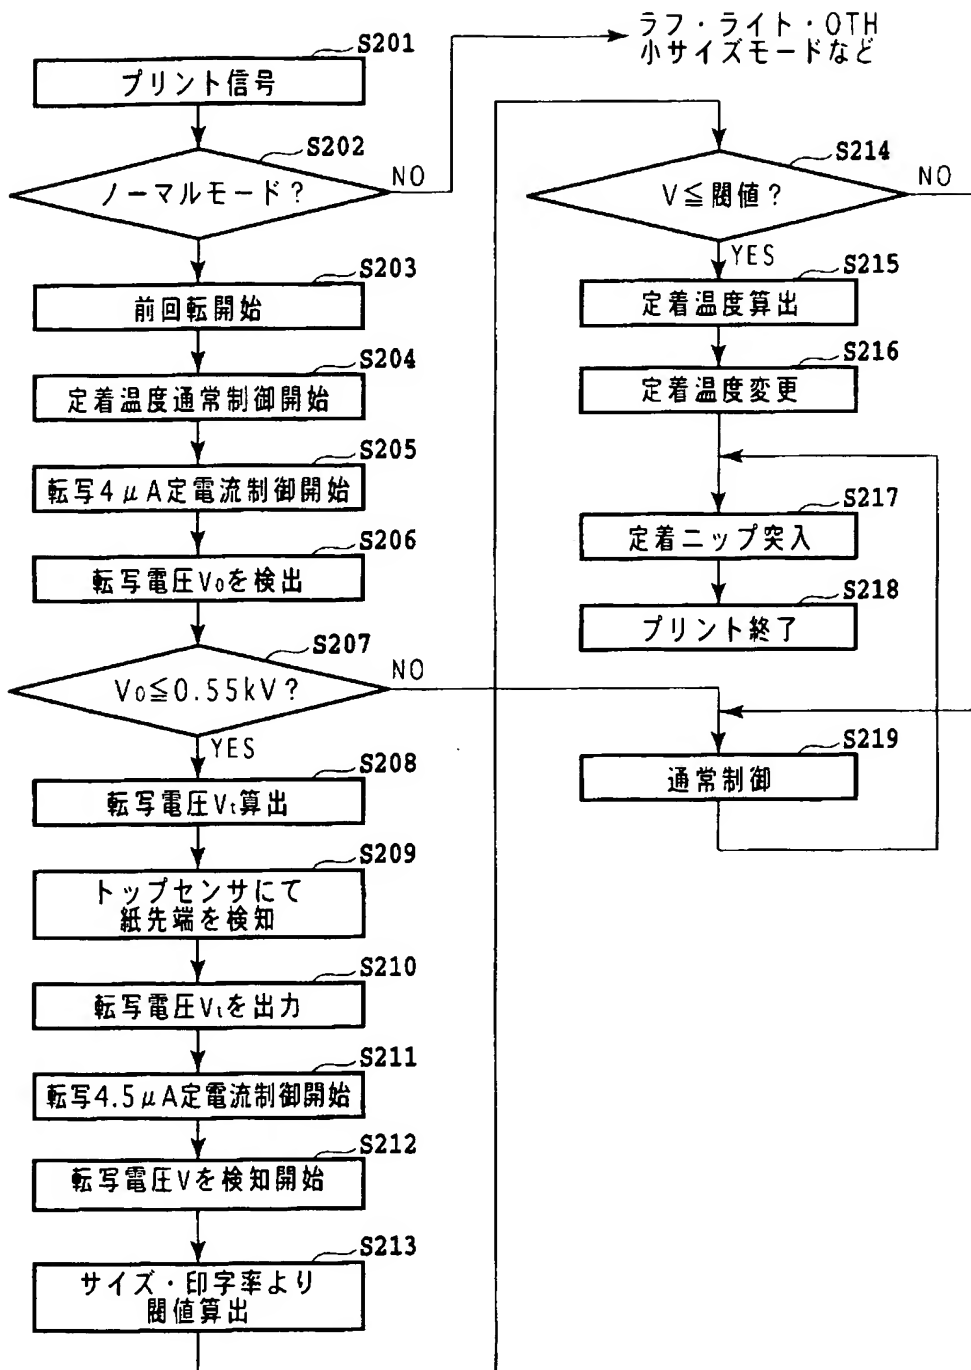 S201
プリント信号
S202
ノーマルモード？
NO
ラフ・ライト・OTH
小サイズモードなど
S203
前回転開始
S204
定着温度通常制御開始
S205
転写4μA定電流制御開始
S206
転写電圧V0を検出
S207
V0≦0.55kV？
NO
YES
S208
転写電圧Vt算出
S209
トップセンサにて
紙先端を検知
S210
転写電圧Vtを出力
S211
転写4.5μA定電流制御開始
S212
転写電圧Vを検知開始
S213
サイズ・印字率より
閾値算出
S214
V≦閾値？
NO
YES
S215
定着温度算出
S216
定着温度変更
S217
定着ニップ突入
S218
プリント終了
S219
通常制御